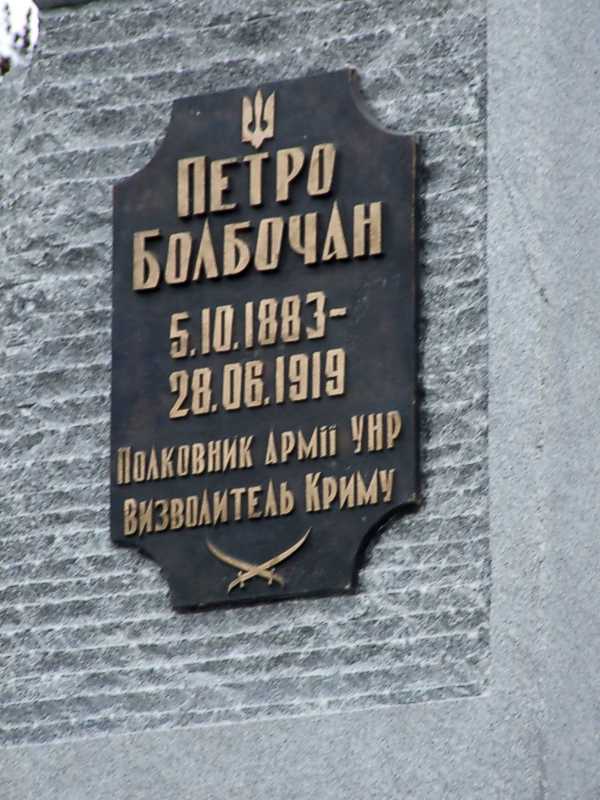 ПЕТРО
БОЛБОЧАН
5.10.1883-
28.06.1919
ПОЛКОВНИК АРМІЇ УНР
ВИЗВОЛИТЕЛЬ КРИМУ